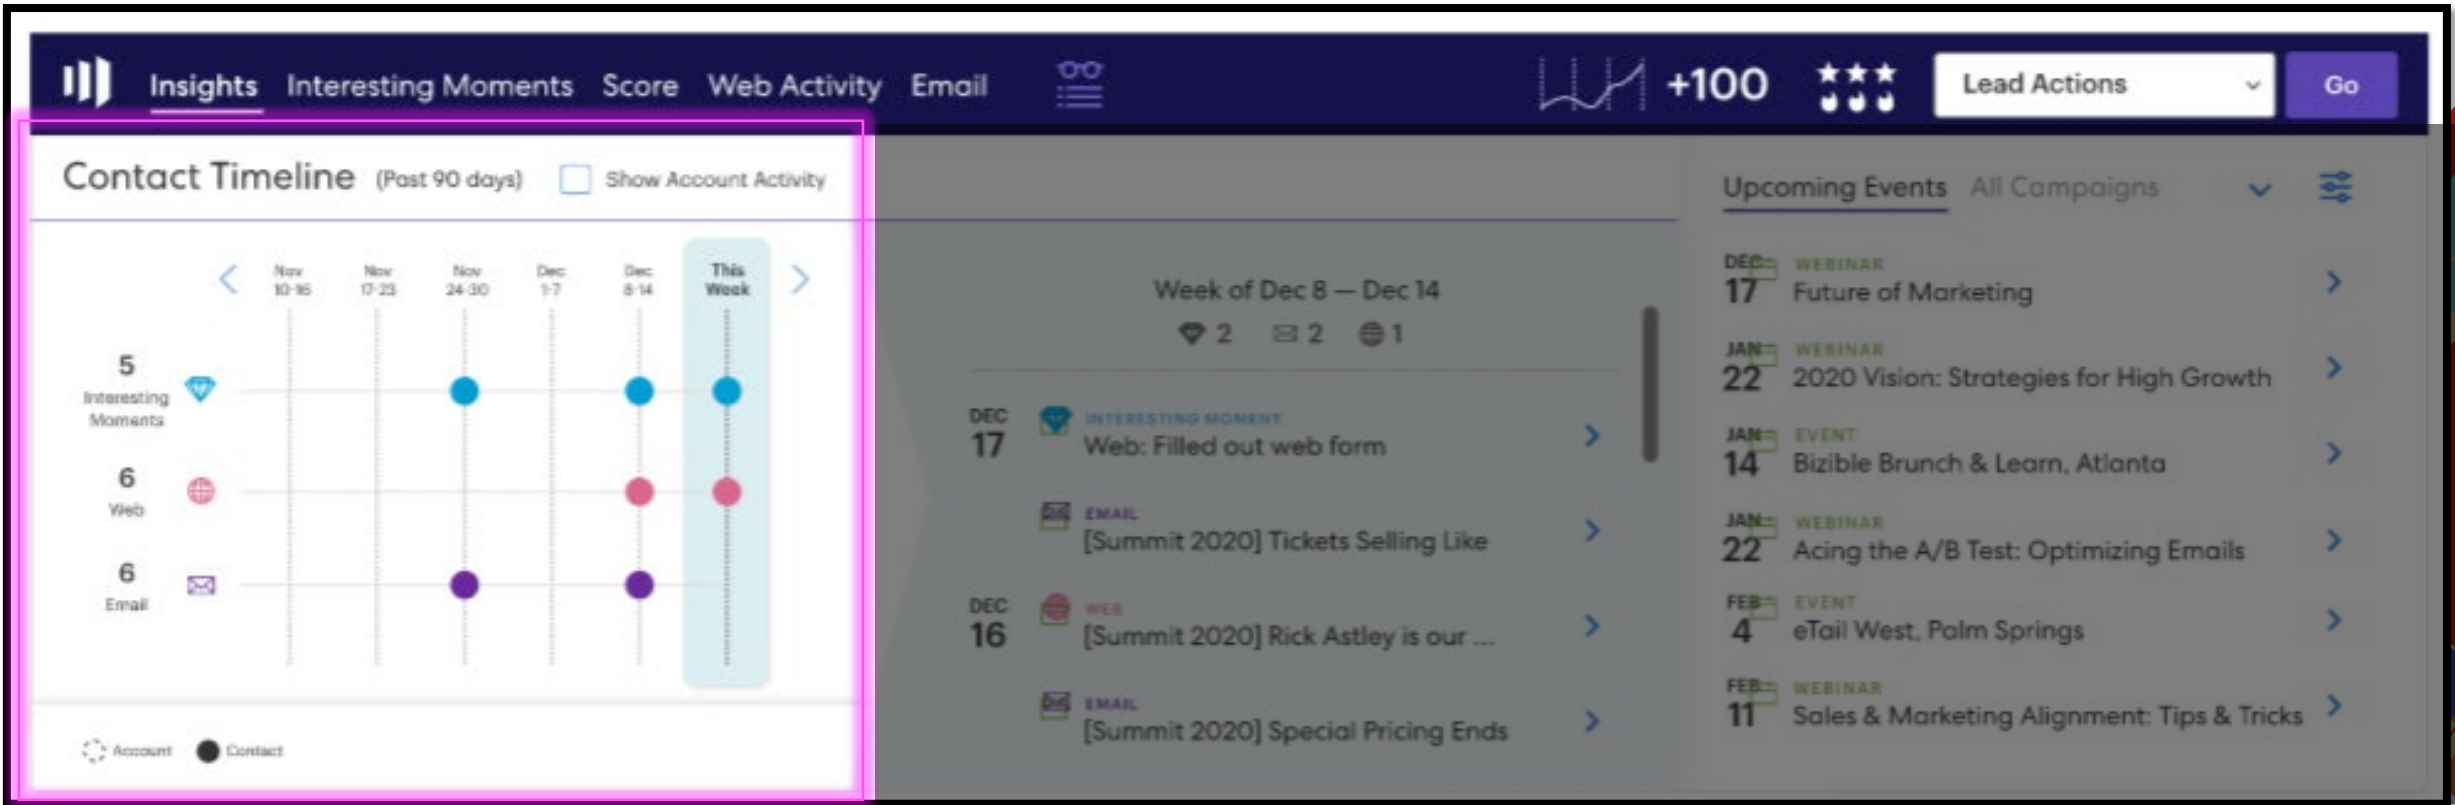 Insights Interesting Moments Score Web Activity Email +100 Lead Actions Go
Contact Timeline (Past 90 days) Show Account Activity
Nov 10-16
Nov 17-23
Nov 24-30
Dec 1-7
Dec 8-14
This Week
5
Interesting
Moments
6
Web
6
Email
Account Contact
Week of Dec 8 — Dec 14
2 2 1
DEC 17
INTERESTING MOMENT
Web: Filled out web form
EMAIL
[Summit 2020] Tickets Selling Like
DEC 16
WEB
[Summit 2020] Rick Astley is our ...
EMAIL
[Summit 2020] Special Pricing Ends
Upcoming Events All Campaigns
DEC 17
WEBINAR
Future of Marketing
JAN 22
WEBINAR
2020 Vision: Strategies for High Growth
JAN 14
EVENT
Bizible Brunch & Learn, Atlanta
JAN 22
WEBINAR
Acing the A/B Test: Optimizing Emails
FEB 4
EVENT
eTail West, Palm Springs
FEB 11
WEBINAR
Sales & Marketing Alignment: Tips & Tricks